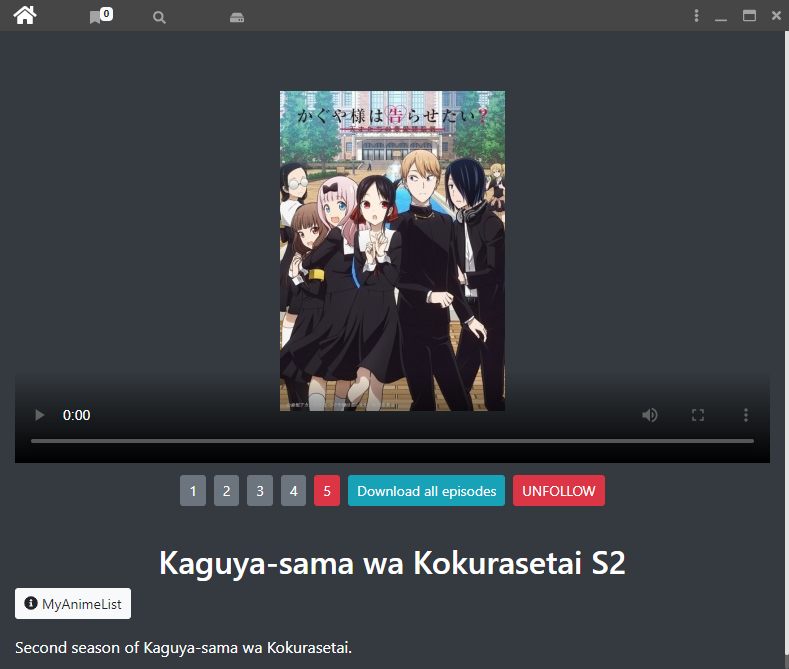 0
かぐや様は告らせたい?
0:00
1 2 3 4 5 Download all episodes UNFOLLOW
Kaguya-sama wa Kokurasetai S2
MyAnimeList
Second season of Kaguya-sama wa Kokurasetai.